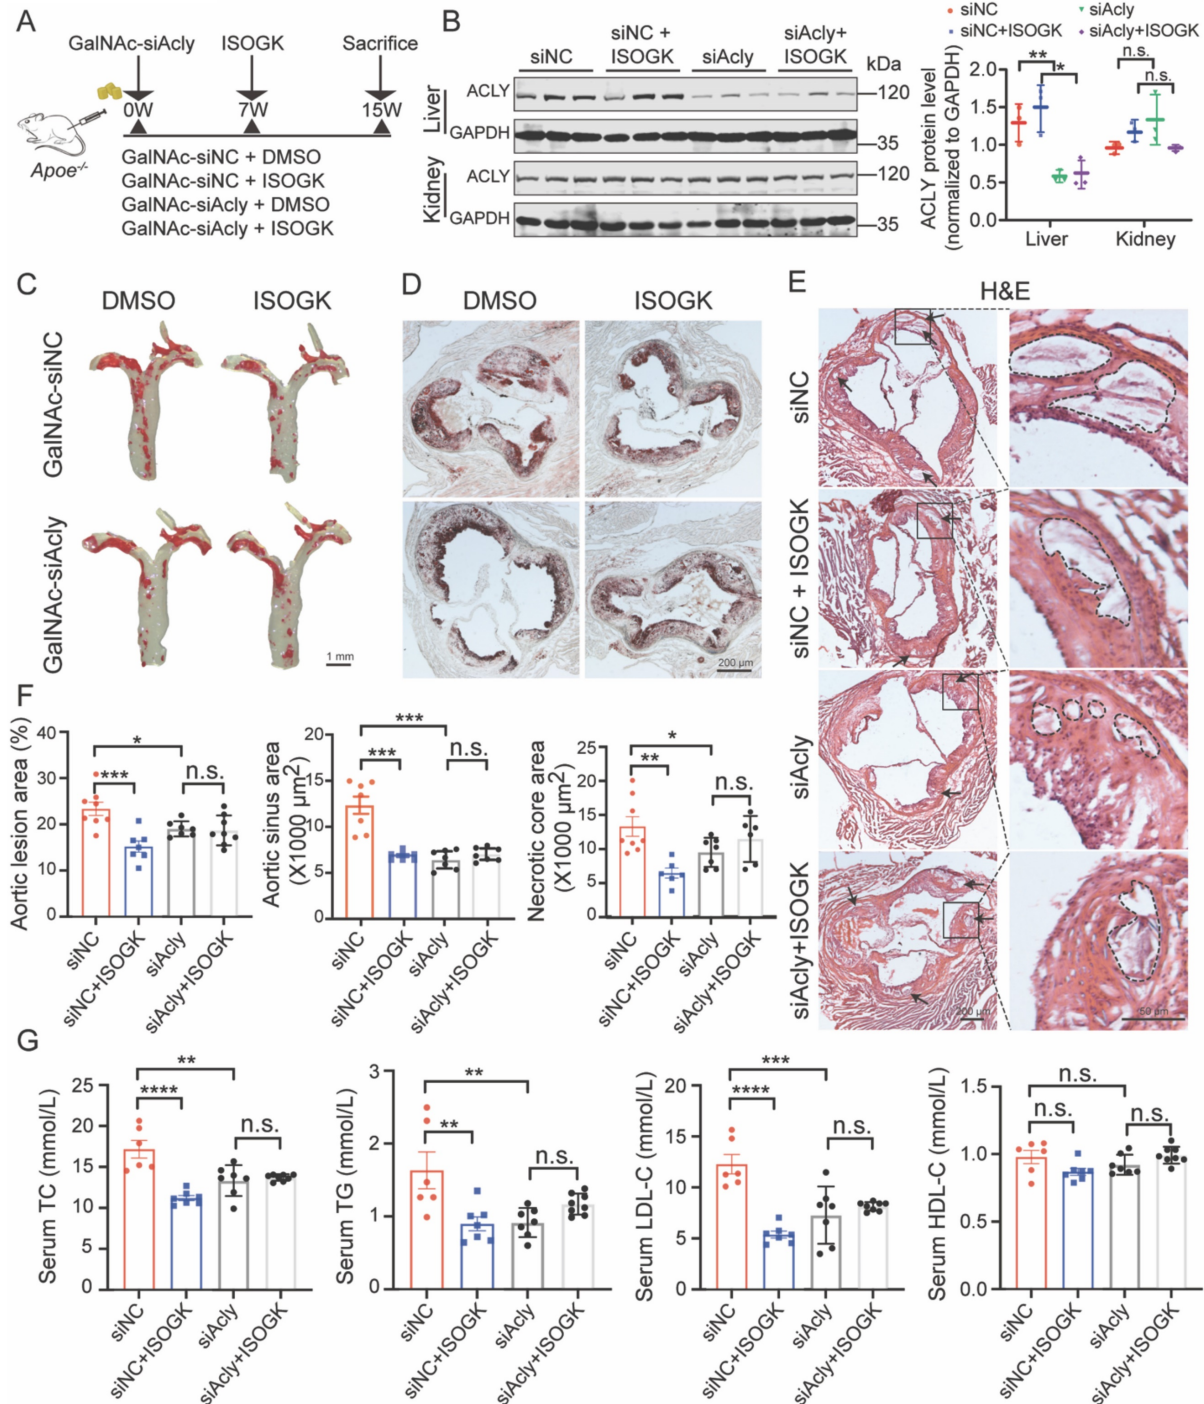 A
GalNAc-siAcly ISOGK Sacrifice
0W 7W 15W
Apoe-/-
GalNAc-siNC + DMSO
GalNAc-siNC + ISOGK
GalNAc-siAcly + DMSO
GalNAc-siAcly + ISOGK
B
siNC
siNC + ISOGK
siAcly
siAcly+ ISOGK
kDa
Liver
ACLY
120
GAPDH
35
Kidney
ACLY
120
GAPDH
35
siNC
siAcly
siNC+ISOGK
siAcly+ISOGK
ACLY protein level
(normalized to GAPDH)
2.0
1.5
1.0
0.5
0.0
** *
n.s.
n.s.
Liver Kidney
C
DMSO ISOGK
GalNAc-siNC
GalNAc-siAcly
1 mm
D
DMSO ISOGK
200 µm
E
H&E
siNC
siNC + ISOGK
siAcly
siAcly+ISOGK
200 µm
50 µm
F
Aortic lesion area (%)
40
30
20
10
0
*
*** n.s.
siNC
siNC+ISOGK
siAcly
siAcly+ISOGK
Aortic sinus area
(X1000 µm2)
20
15
10
5
0
***
*** n.s.
siNC
siNC+ISOGK
siAcly
siAcly+ISOGK
Necrotic core area
(X1000 µm2)
25
20
15
10
5
0
*
** n.s.
siNC
siNC+ISOGK
siAcly
siAcly+ISOGK
G
Serum TC (mmol/L)
25
20
15
10
5
0
**
****
n.s.
siNC
siNC+ISOGK
siAcly
siAcly+ISOGK
Serum TG (mmol/L)
3
2
1
0
**
**
n.s.
siNC
siNC+ISOGK
siAcly
siAcly+ISOGK
Serum LDL-C (mmol/L)
20
15
10
5
0
***
****
n.s.
siNC
siNC+ISOGK
siAcly
siAcly+ISOGK
Serum HDL-C (mmol/L)
1.5
1.0
0.5
0.0
n.s.
n.s. n.s.
siNC
siNC+ISOGK
siAcly
siAcly+ISOGK